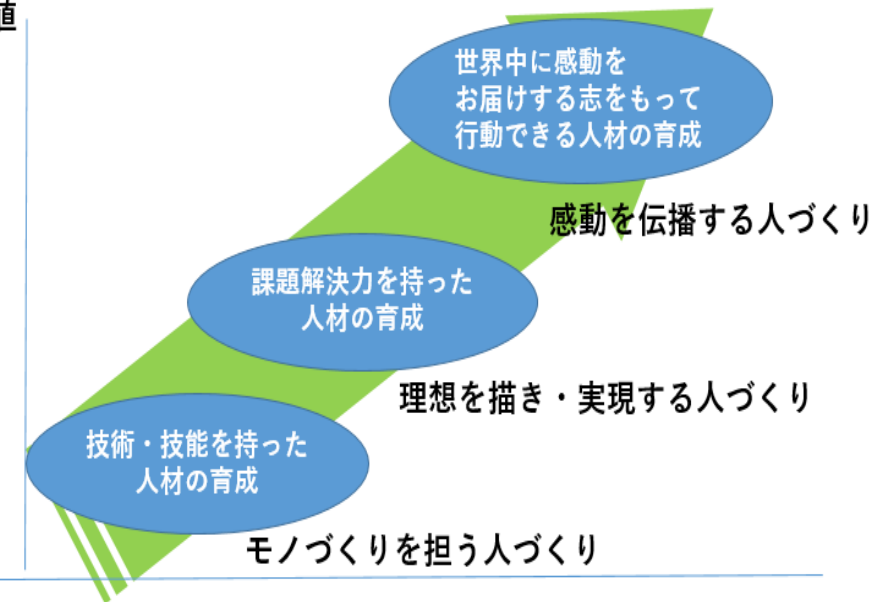 値
世界中に感動を
お届けする志をもって
行動できる人材の育成
感動を伝播する人づくり
課題解決力を持った
人材の育成
理想を描き・実現する人づくり
技術・技能を持った
人材の育成
モノづくりを担う人づくり